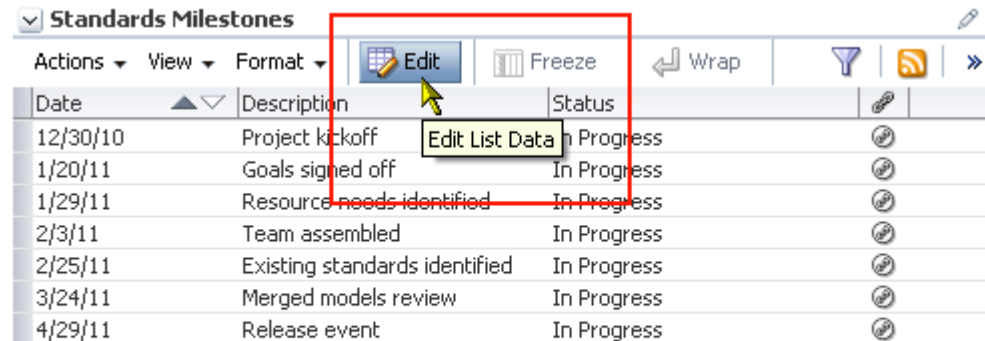 Standards Milestones
Actions View Format Edit Freeze Wrap
Date Description Status
12/30/10 Project kickoff In Progress
Edit List Data
1/20/11 Goals signed off In Progress
1/29/11 Resource needs identified In Progress
2/3/11 Team assembled In Progress
2/25/11 Existing standards identified In Progress
3/24/11 Merged models review In Progress
4/29/11 Release event In Progress